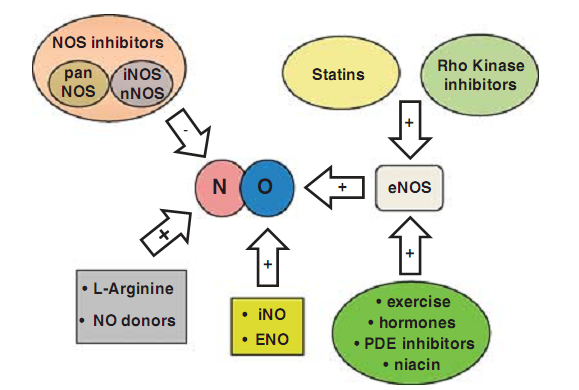 NOS inhibitors
pan
NOS
iNOS
nNOS
Statins
Rho Kinase
inhibitors
-
+
N O
+
eNOS
+
+
+
• L-Arginine
• NO donors
• iNO
• ENO
• exercise
• hormones
• PDE inhibitors
• niacin